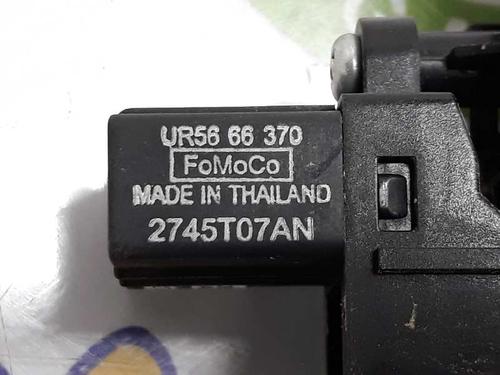 UR56 66 370
FoMoCo
MADE IN THAILAND
2745T07AN